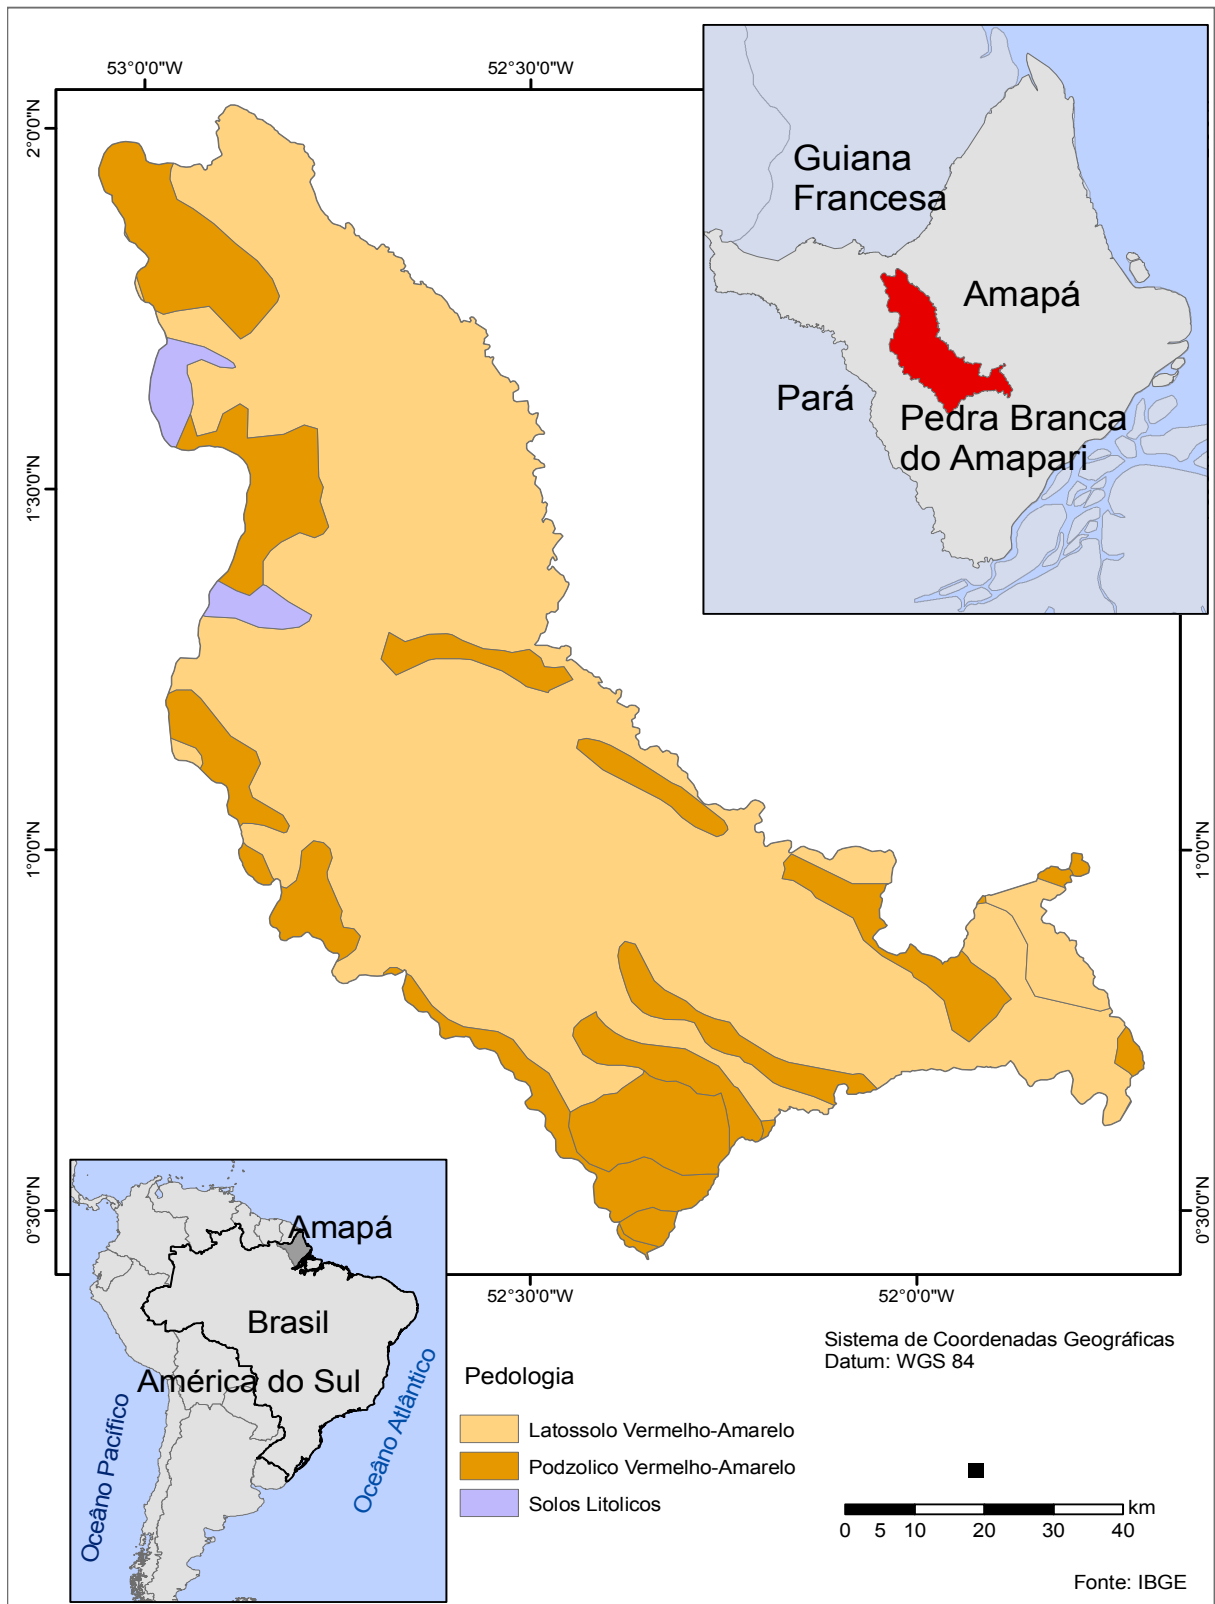 53°0'0"W
52°30'0"W
2°0'0"N
1°30'0"N
1°0'0"N
0°30'0"N
Guiana
Francesa
Amapá
Pará
Pedra Branca
do Amapari
1°0'0"N
0°30'0"N
52°30'0"W
52°0'0"W
Amapá
Brasil
América do Sul
Oceâno Pacífico
Oceâno Atlântico
Pedologia
Latossolo Vermelho-Amarelo
Podzolico Vermelho-Amarelo
Solos Litolicos
Sistema de Coordenadas Geográficas
Datum: WGS 84
km
0 5 10 20 30 40
Fonte: IBGE